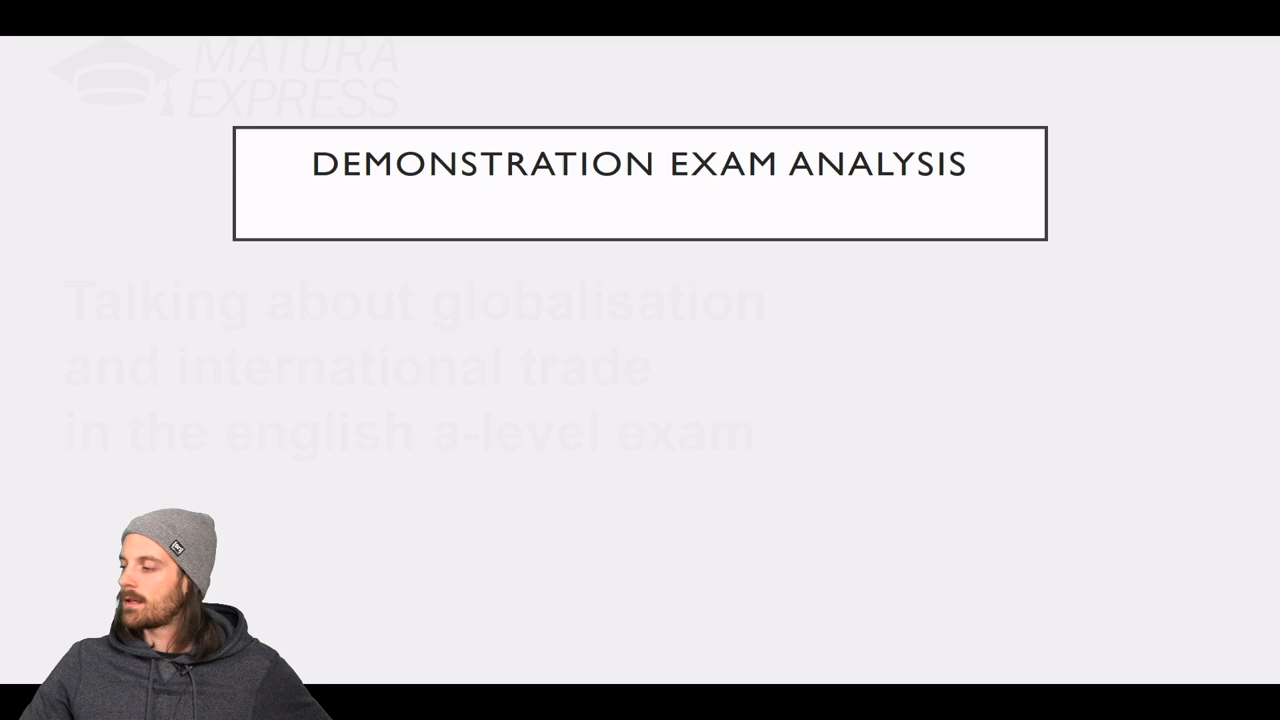 MATURA
EXPRESS
DEMONSTRATION EXAM ANALYSIS
Talking about globalisation
and international trade
in the english a-level exam